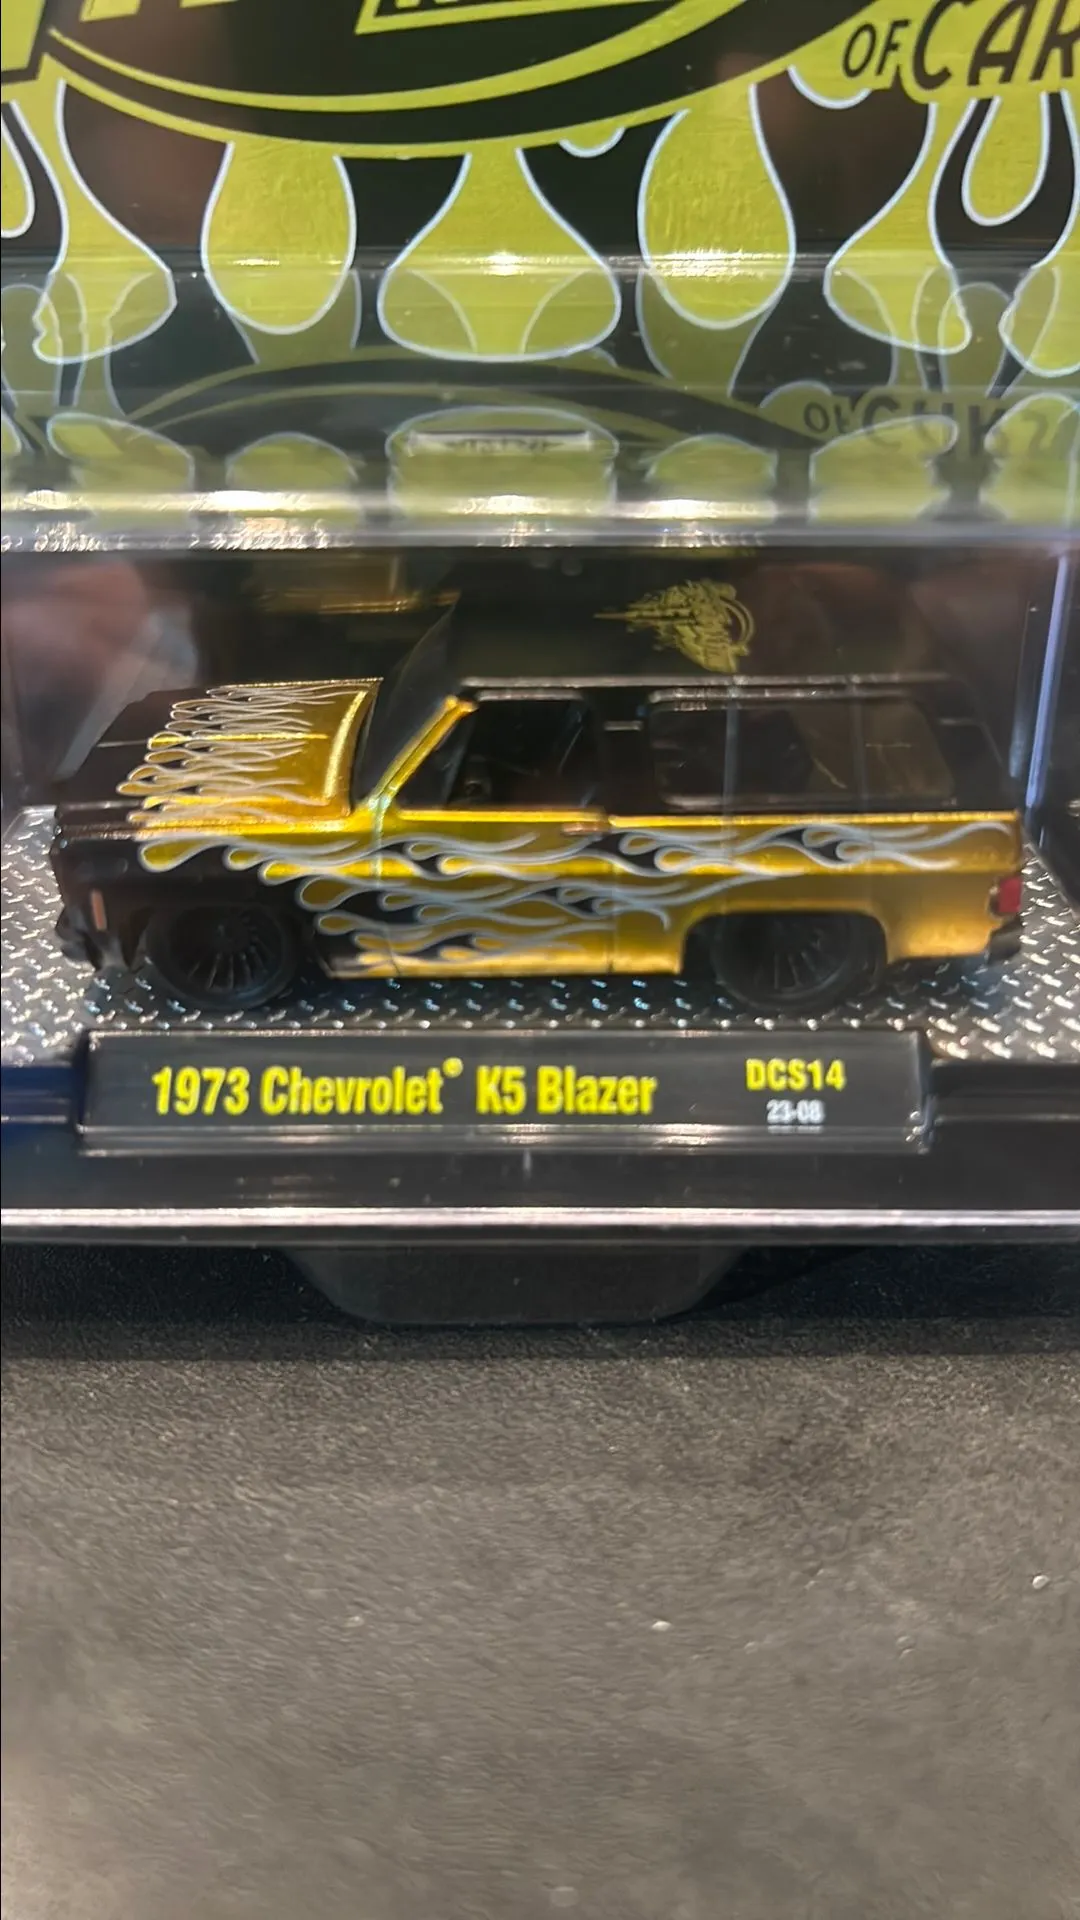 OF CAR
1973 Chevrolet® K5 Blazer
DCS14
23-08